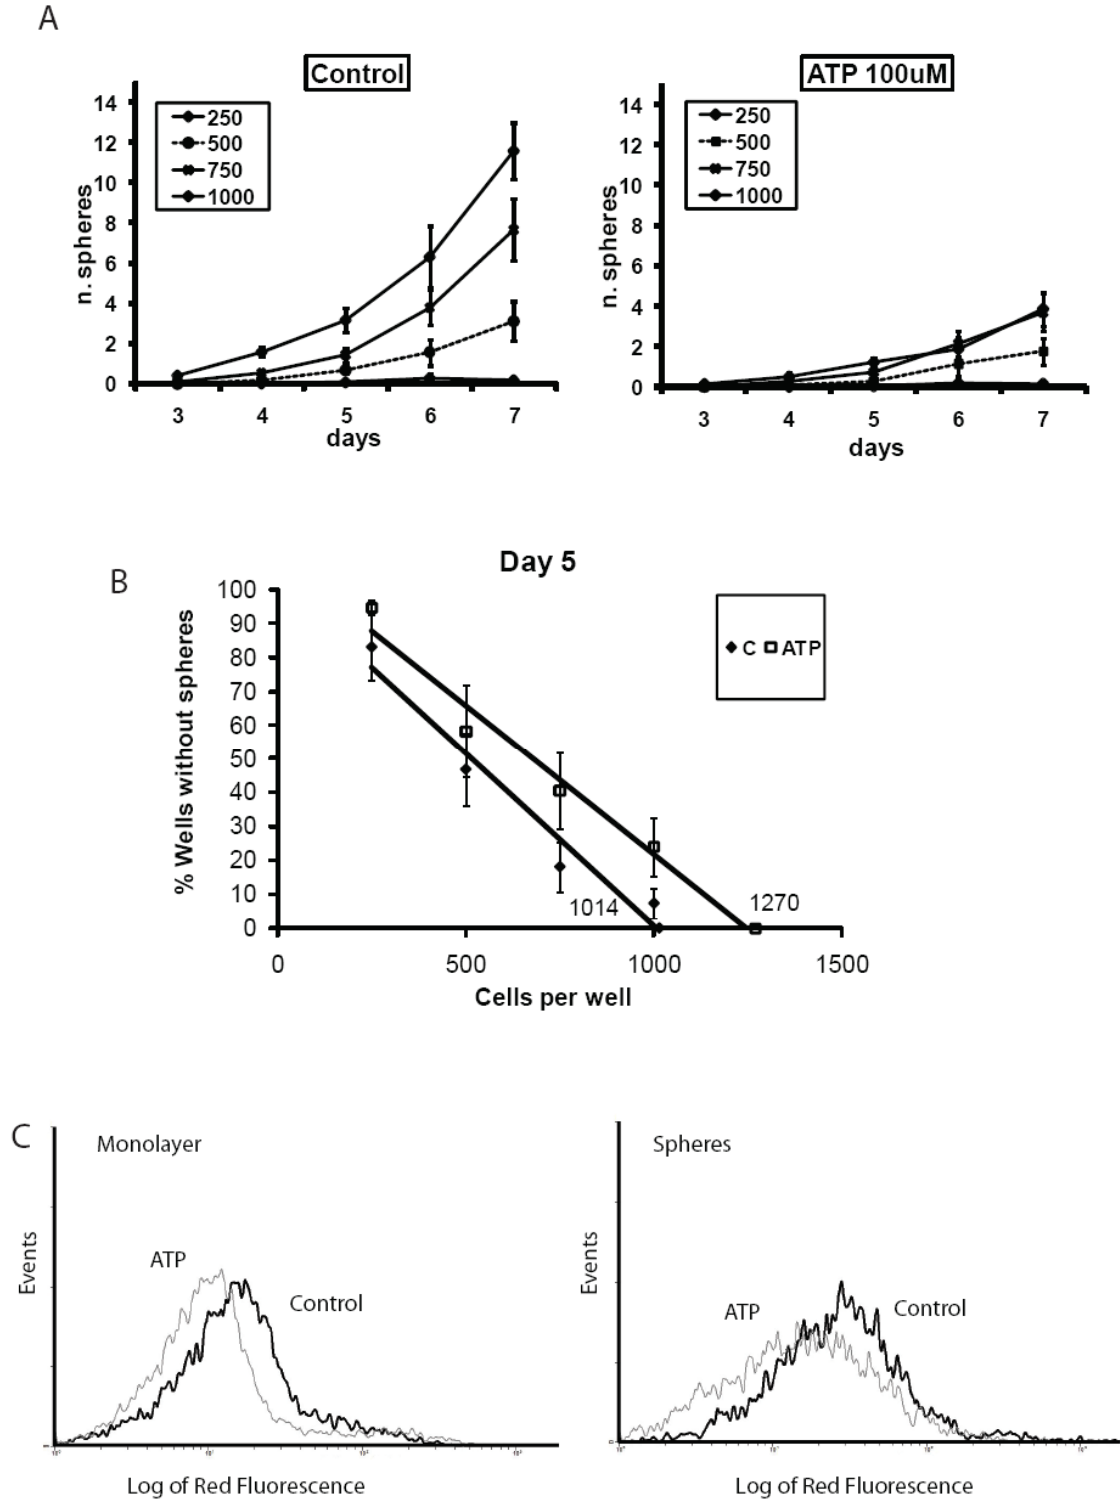 A
Control
14
12
10
8
6
4
2
0
n. spheres
250
500
750
1000
3 4 5 6 7
days
ATP 100uM
14
12
10
8
6
4
2
0
n. spheres
250
500
750
1000
3 4 5 6 7
days
B
Day 5
100
90
80
70
60
50
40
30
20
10
0
% Wells without spheres
C ATP
1014
1270
0 500 1000 1500
Cells per well
C
Monolayer
Events
ATP
Control
Log of Red Fluorescence
Spheres
Events
ATP
Control
Log of Red Fluorescence